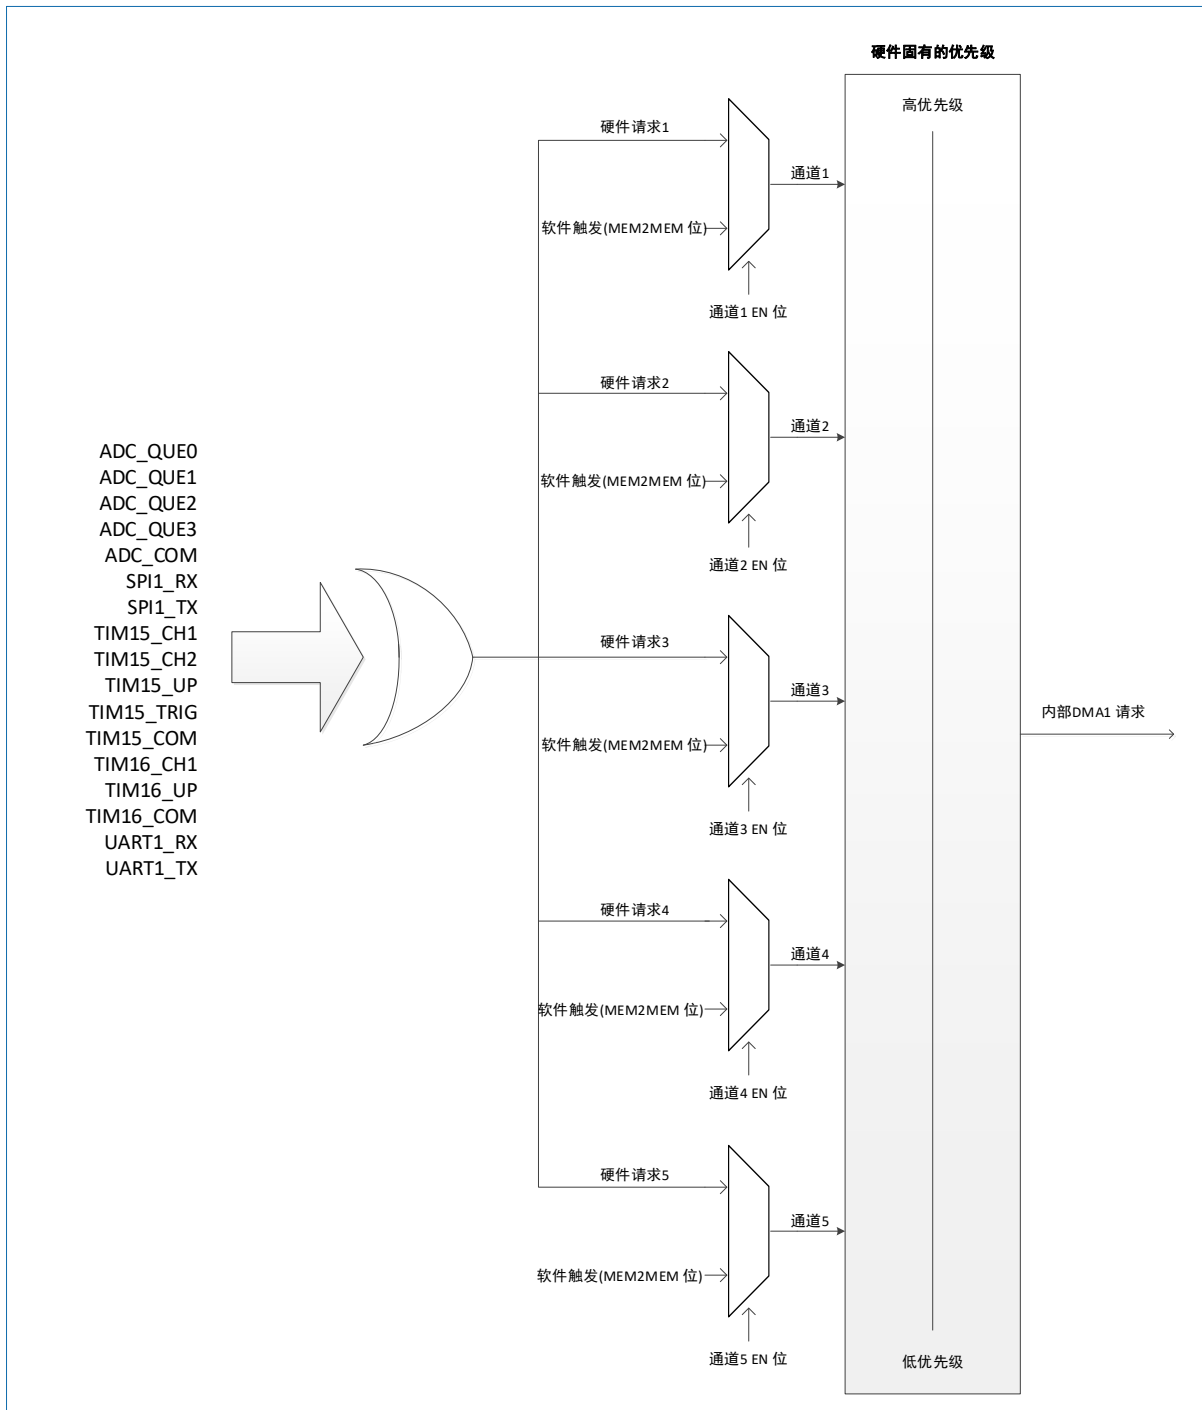 硬件固有的优先级
高优先级
硬件请求1
通道1
软件触发(MEM2MEM 位)
通道1 EN 位
硬件请求2
通道2
软件触发(MEM2MEM 位)
通道2 EN 位
ADC_QUE0
ADC_QUE1
ADC_QUE2
ADC_QUE3
ADC_COM
SPI1_RX
SPI1_TX
TIM15_CH1
TIM15_CH2
TIM15_UP
TIM15_TRIG
TIM15_COM
TIM16_CH1
TIM16_UP
TIM16_COM
UART1_RX
UART1_TX
硬件请求3
通道3
软件触发(MEM2MEM 位)
通道3 EN 位
内部DMA1 请求
硬件请求4
通道4
软件触发(MEM2MEM 位)
通道4 EN 位
硬件请求5
通道5
软件触发(MEM2MEM 位)
通道5 EN 位
低优先级